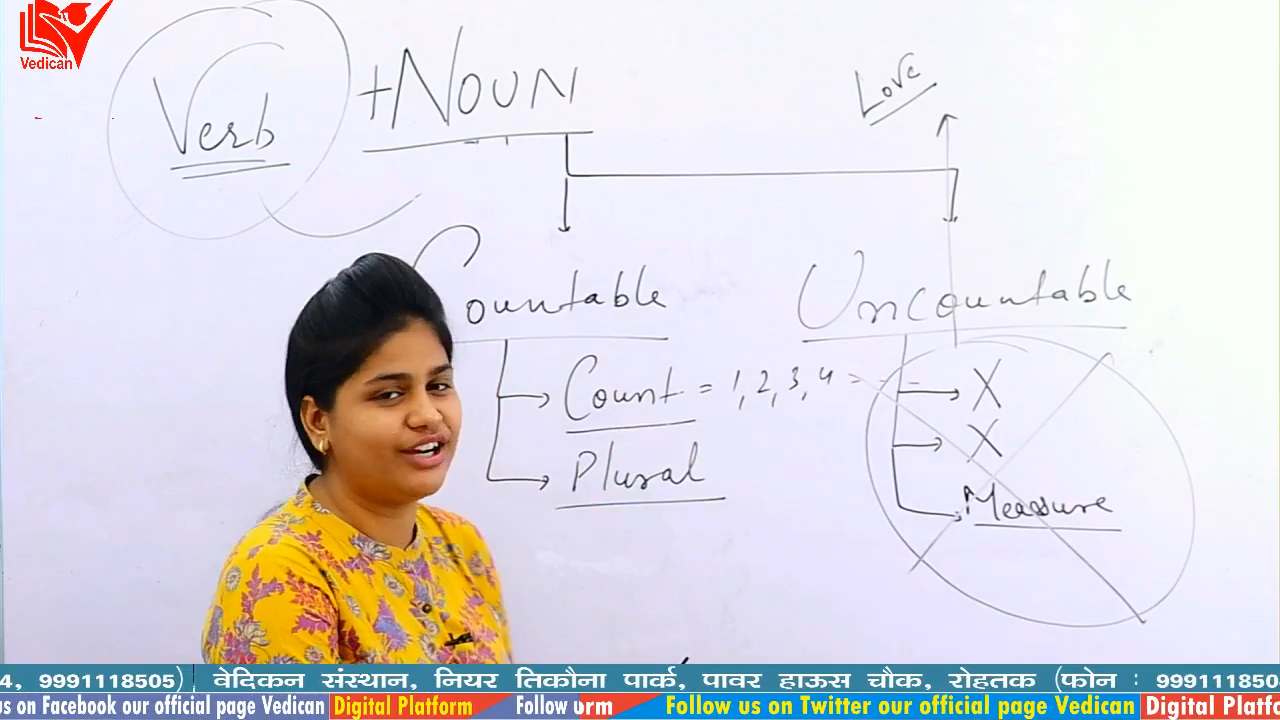 Vedican
Verb + NOUN
Love
Countable
Uncountable
Count = 1, 2, 3, 4 - - -
X
Plural
X
Measure
4, 9991118505) | वेदिकन संस्थान, नियर तिकौना पार्क, पावर हाऊस चौक, रोहतक (फोन : 999111850
us on Facebook our official page Vedican Digital Platform Follow urm Follow us on Twitter our official page Vedican Digital Platfo